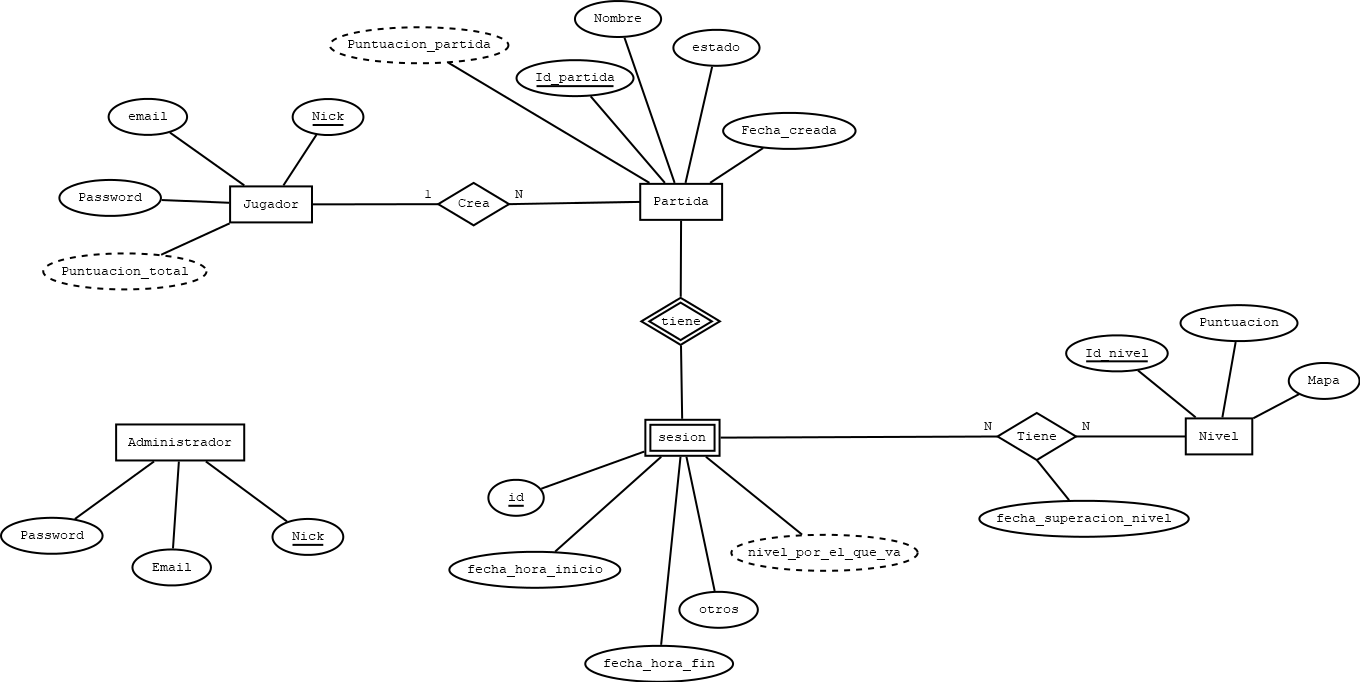 Nombre
Puntuacion_partida
estado
Id_partida
email
Nick
Fecha_creada
Password
Jugador
1
Crea
N
Partida
Puntuacion_total
tiene
Puntuacion
Id_nivel
Mapa
Administrador
sesion
N
Tiene
N
Nivel
id
fecha_superacion_nivel
Password
Nick
Email
fecha_hora_inicio
nivel_por_el_que_va
otros
fecha_hora_fin